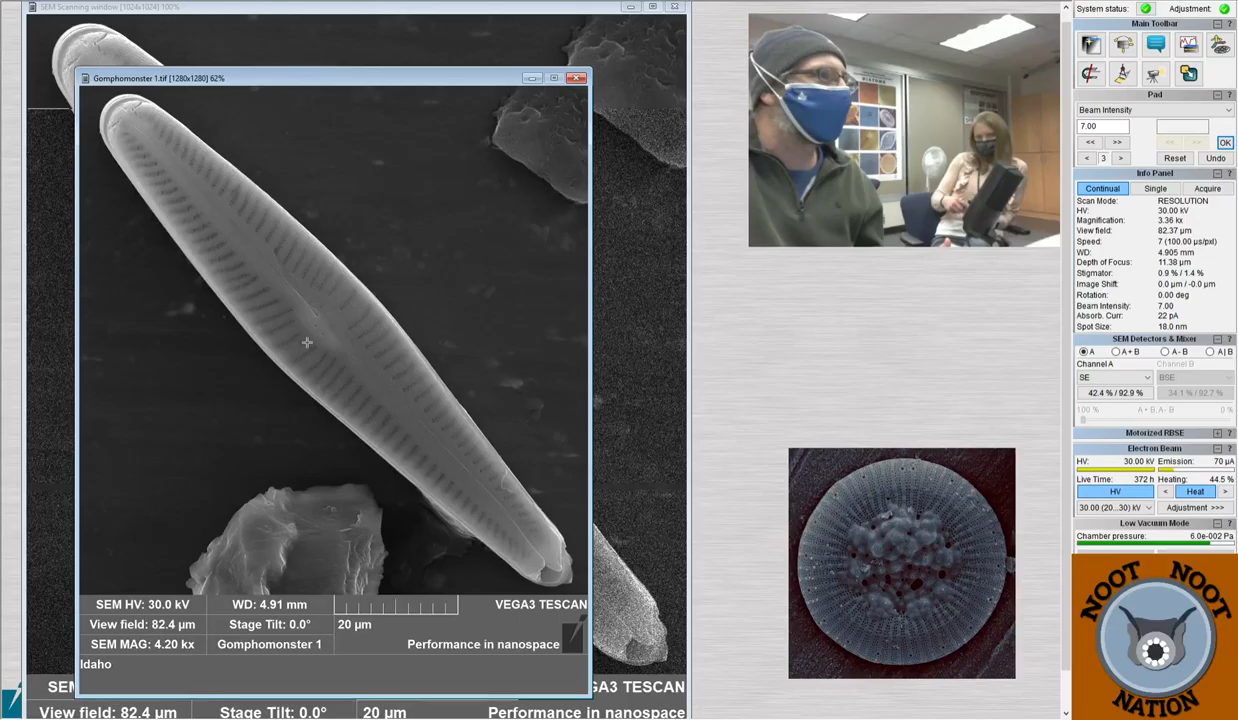 SEM Scanning window [1024x1024] 100%
Gomphomonster 1.tif [1280x1280] 62%
SEM HV: 30.0 kV
WD: 4.91 mm
VEGA3 TESCAN
View field: 82.4 µm
Stage Tilt: 0.0°
20 µm
SEM MAG: 4.20 kx
Gomphomonster 1
Performance in nanospace
Idaho
SEM
GA3 TESCAN
View field: 82.4 µm
Stage Tilt: 0.0°
20 µm
Performance in nanospace
DIATOMS
System status:
Adjustment:
Main Toolbar
?
Pad
?
Beam Intensity
7.00
<<
>>
<<
>>
OK
<
3
>
Reset
Undo
Info Panel
?
Continual
Single
Acquire
Scan Mode: RESOLUTION
HV: 30.00 kV
Magnification: 3.36 kx
View field: 82.37 µm
Speed: 7 (100.00 µs/pxl)
WD: 4.905 mm
Depth of Focus: 11.38 µm
Stigmator: 0.9 % / 1.4 %
Image Shift: 0.0 µm / -0.0 µm
Rotation: 0.00 deg
Beam Intensity: 7.00
Absorb. Curr: 22 pA
Spot Size: 18.0 nm
SEM Detectors & Mixer
?
A
A + B
A - B
A | B
Channel A
Channel B
SE
BSE
42.4 % / 92.9 %
34.1 % / 92.7 %
100 %
A + B: A - B
0 %
Motorized RBSE
?
Electron Beam
?
HV: 30.00 kV
Emission: 70 µA
Live Time: 372 h
Heating: 44.5 %
HV
<
Heat
>
30.00 (20...30) kV
Adjustment >>>
Low Vacuum Mode
?
Chamber pressure: 6.0e-002 Pa
NOOT NOOT
NATION